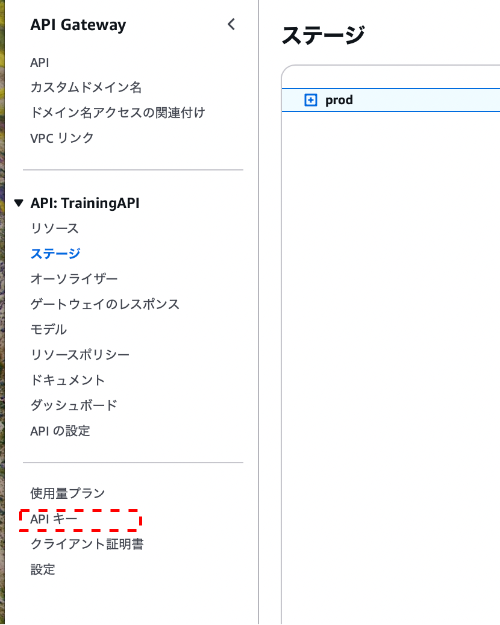 API Gateway
API
カスタムドメイン名
ドメイン名アクセスの関連付け
VPC リンク
API: TrainingAPI
リソース
ステージ
オーソライザー
ゲートウェイのレスポンス
モデル
リソースポリシー
ドキュメント
ダッシュボード
API の設定
使用量プラン
API キー
クライアント証明書
設定
ステージ
prod